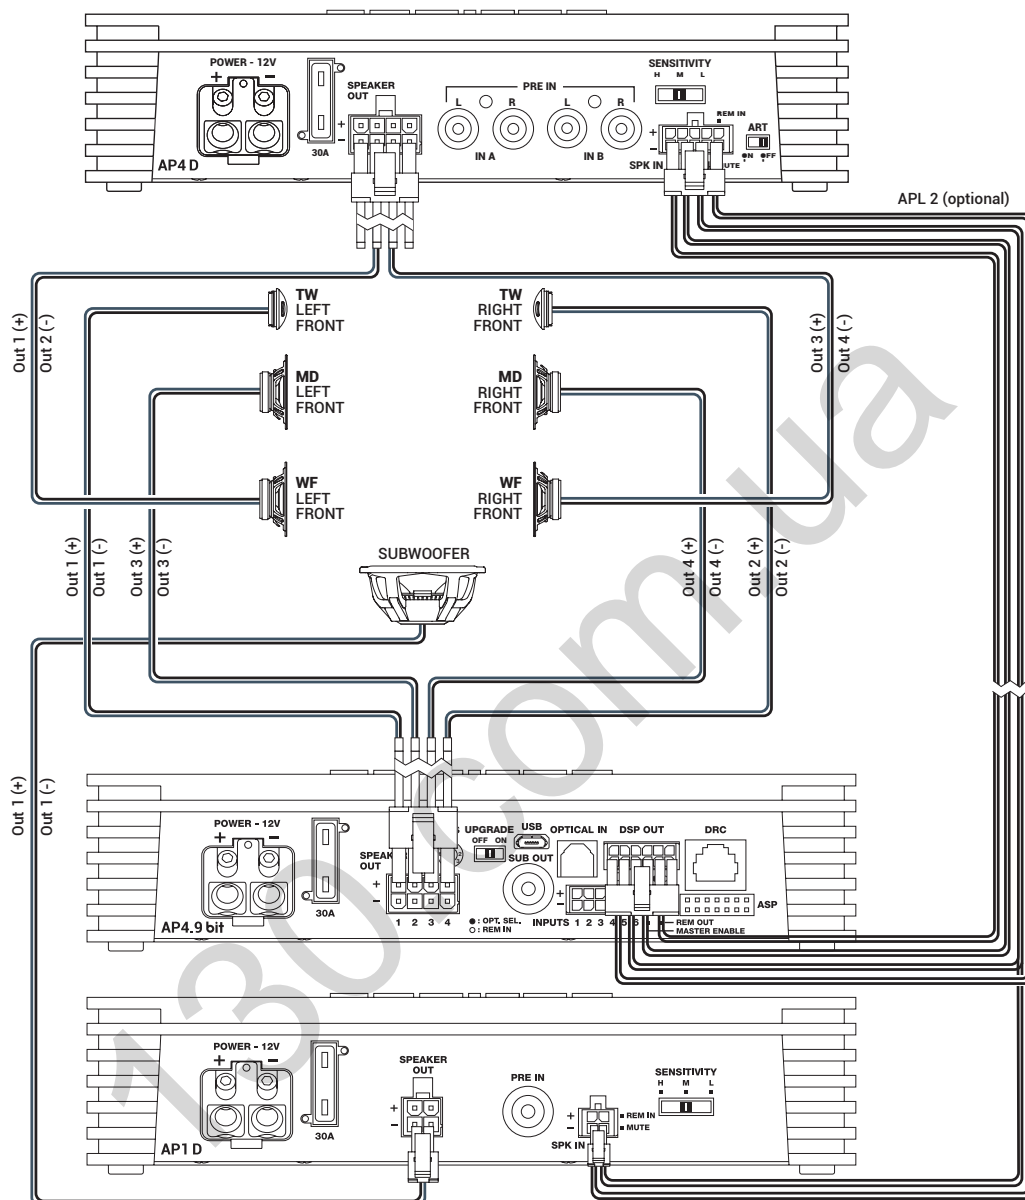 POWER - 12V
+ −
30A
AP4 D
SPEAKER
OUT
+
−
PRE IN
L R L R
IN A IN B
SENSITIVITY
H M L
REM IN
+
−
SPK IN
MUTE
ART
ON OFF
APL 2 (optional)
Out 1 (+)
Out 2 (-)
TW
LEFT
FRONT
TW
RIGHT
FRONT
Out 3 (+)
Out 4 (-)
MD
LEFT
FRONT
MD
RIGHT
FRONT
WF
LEFT
FRONT
WF
RIGHT
FRONT
Out 1 (+)
Out 1 (-)
Out 3 (+)
Out 3 (-)
SUBWOOFER
Out 4 (+)
Out 4 (-)
Out 2 (+)
Out 2 (-)
Out 1 (+)
Out 1 (-)
POWER - 12V
+ −
30A
AP4.9 bit
OUT
+
−
1 2 3 4
UPGRADE
OFF ON
USB
SUB OUT
OPTICAL IN
DSP OUT
DRC
● : OPT. SEL.
○ : REM IN
+
−
INPUTS 1 2 3 4
ASP
REM OUT
MASTER ENABLE
POWER - 12V
+ −
30A
AP1 D
SPEAKER
OUT
+
−
PRE IN
SENSITIVITY
H M L
+
−
REM IN
MUTE
SPK IN
130.com.ua